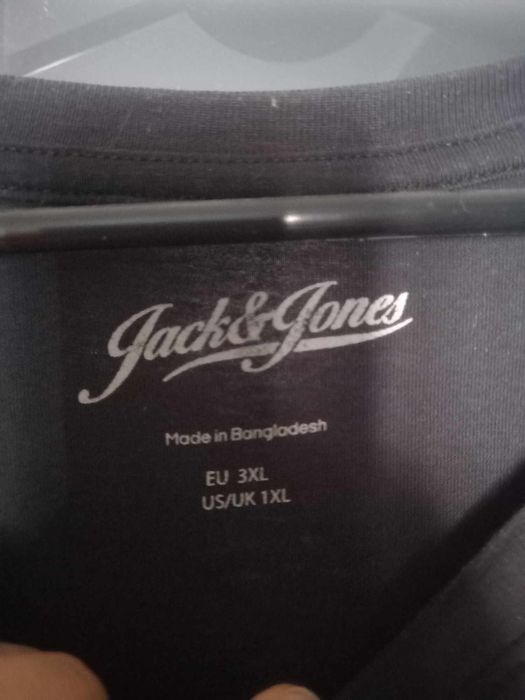 Jack&Jones
Made in Bangladesh
EU 3XL
US/UK 1XL